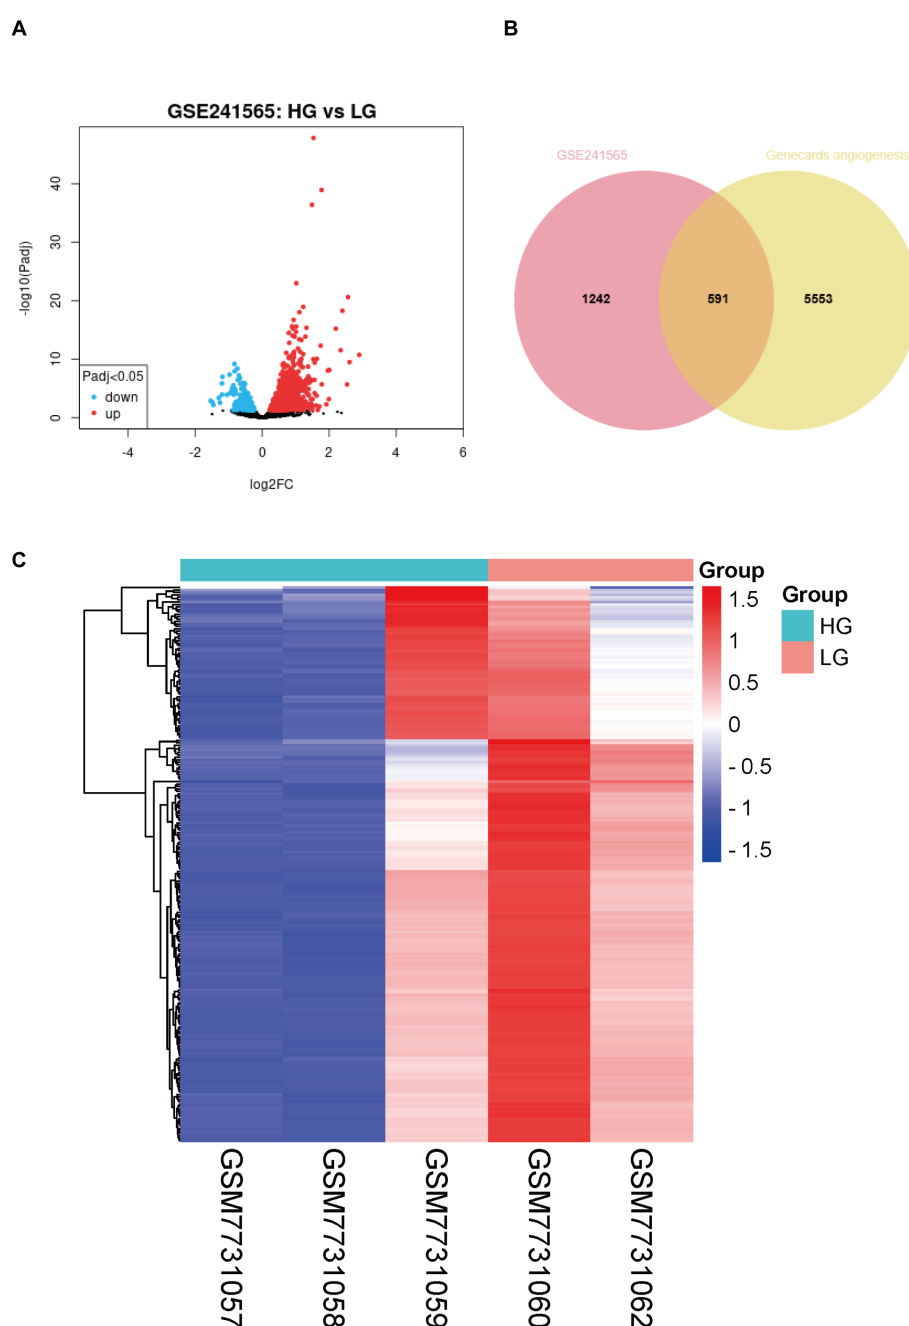 A
B
GSE241565: HG vs LG
-log10(Padj)
40
30
20
10
0
Padj<0.05
down
up
-4
-2
0
2
4
6
log2FC
GSE241565
Genecards angiogenesis
1242
591
5553
C
Group
1.5
1
0.5
0
- 0.5
- 1
- 1.5
Group
HG
LG
GSM7731057
GSM7731058
GSM7731059
GSM7731060
GSM7731062